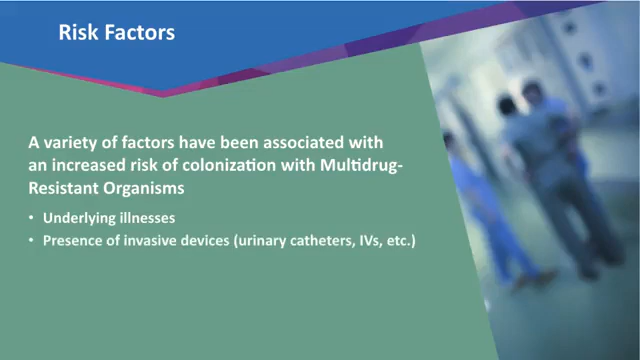 Risk Factors
A variety of factors have been associated with
an increased risk of colonization with Multidrug-
Resistant Organisms
• Underlying illnesses
• Presence of invasive devices (urinary catheters, IVs, etc.)